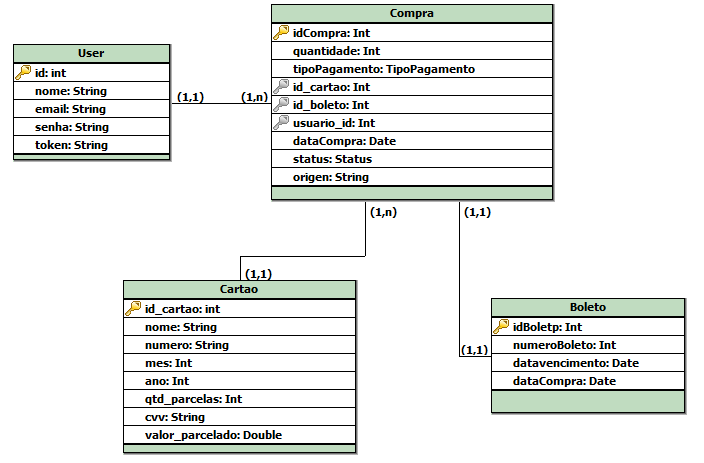 User
id: int
nome: String
email: String
senha: String
token: String
(1,1)
(1,n)
Compra
idCompra: Int
quantidade: Int
tipoPagamento: TipoPagamento
id_cartao: Int
id_boleto: Int
usuario_id: Int
dataCompra: Date
status: Status
origen: String
(1,n)
(1,1)
(1,1)
Cartao
id_cartao: int
nome: String
numero: String
mes: Int
ano: Int
qtd_parcelas: Int
cvv: String
valor_parcelado: Double
(1,1)
Boleto
idBoletp: Int
numeroBoleto: Int
datavencimento: Date
dataCompra: Date